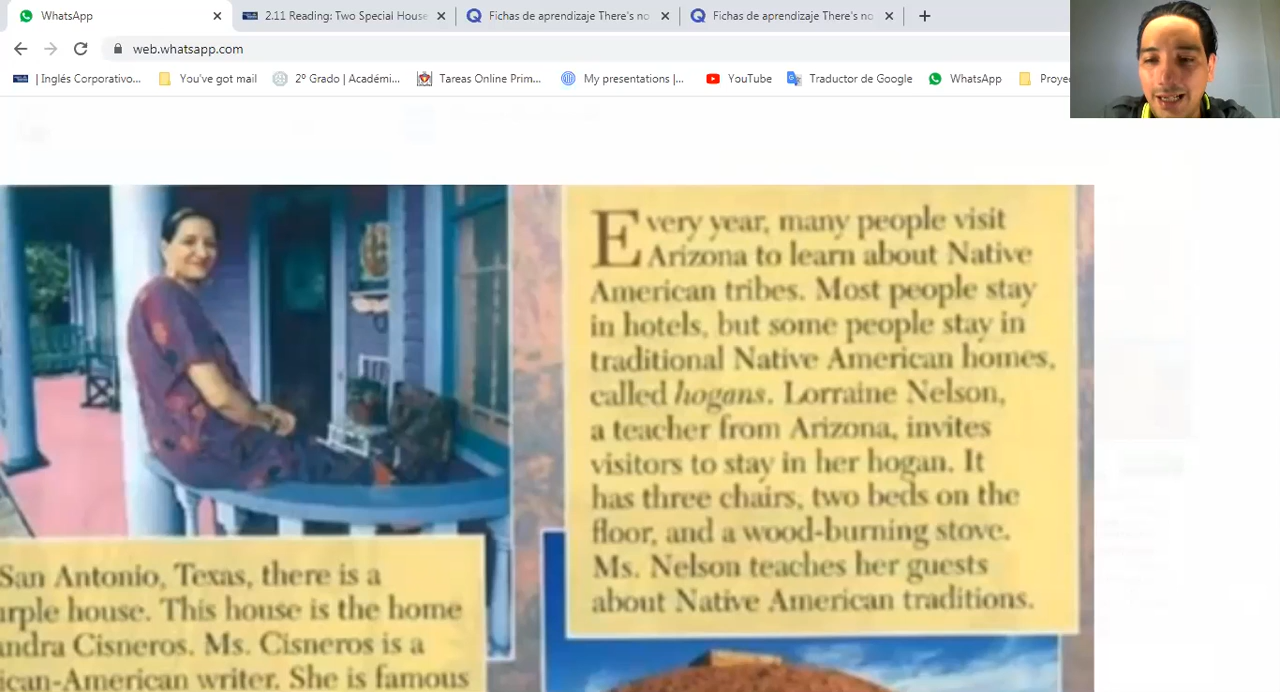 WhatsApp
2.11 Reading: Two Special House
Fichas de aprendizaje There's no
Fichas de aprendizaje There's no
web.whatsapp.com
| Inglés Corporativo...
You've got mail
2º Grado | Académi...
Tareas Online Prim...
My presentations |...
YouTube
Traductor de Google
WhatsApp
Proye
Every year, many people visit
Arizona to learn about Native
American tribes. Most people stay
in hotels, but some people stay in
traditional Native American homes,
called hogans. Lorraine Nelson,
a teacher from Arizona, invites
visitors to stay in her hogan. It
has three chairs, two beds on the
floor, and a wood-burning stove.
Ms. Nelson teaches her guests
about Native American traditions.
San Antonio, Texas, there is a
urple house. This house is the home
andra Cisneros. Ms. Cisneros is a
ican-American writer. She is famous